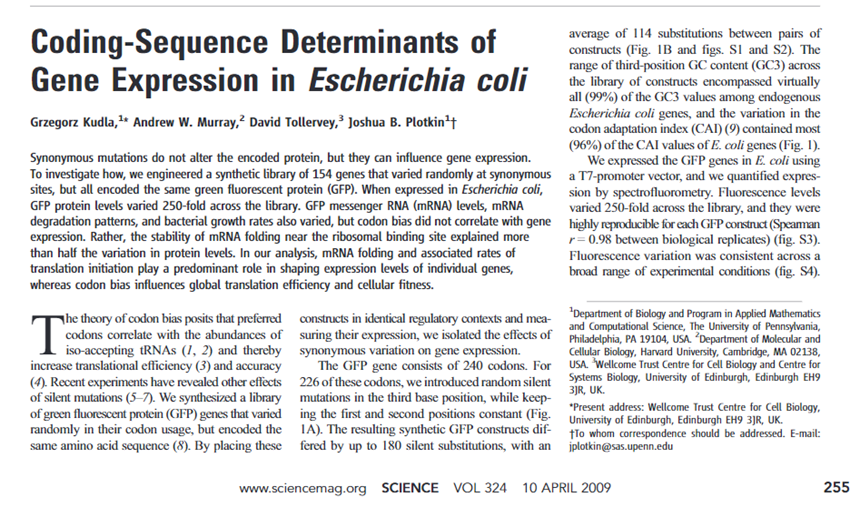 Coding-Sequence Determinants of
Gene Expression in Escherichia coli
Grzegorz Kudla,1* Andrew W. Murray,2 David Tollervey,3 Joshua B. Plotkin1†
Synonymous mutations do not alter the encoded protein, but they can influence gene expression.
To investigate how, we engineered a synthetic library of 154 genes that varied randomly at synonymous
sites, but all encoded the same green fluorescent protein (GFP). When expressed in Escherichia coli,
GFP protein levels varied 250-fold across the library. GFP messenger RNA (mRNA) levels, mRNA
degradation patterns, and bacterial growth rates also varied, but codon bias did not correlate with gene
expression. Rather, the stability of mRNA folding near the ribosomal binding site explained more
than half the variation in protein levels. In our analysis, mRNA folding and associated rates of
translation initiation play a predominant role in shaping expression levels of individual genes,
whereas codon bias influences global translation efficiency and cellular fitness.
The theory of codon bias posits that preferred
codons correlate with the abundances of
iso-accepting tRNAs (1, 2) and thereby
increase translational efficiency (3) and accuracy
(4). Recent experiments have revealed other effects
of silent mutations (5–7). We synthesized a library
of green fluorescent protein (GFP) genes that varied
randomly in their codon usage, but encoded the
same amino acid sequence (8). By placing these
constructs in identical regulatory contexts and mea-
suring their expression, we isolated the effects of
synonymous variation on gene expression.
The GFP gene consists of 240 codons. For
226 of these codons, we introduced random silent
mutations in the third base position, while keep-
ing the first and second positions constant (Fig.
1A). The resulting synthetic GFP constructs dif-
fered by up to 180 silent substitutions, with an
average of 114 substitutions between pairs of
constructs (Fig. 1B and figs. S1 and S2). The
range of third-position GC content (GC3) across
the library of constructs encompassed virtually
all (99%) of the GC3 values among endogenous
Escherichia coli genes, and the variation in the
codon adaptation index (CAI) (9) contained most
(96%) of the CAI values of E. coli genes (Fig. 1).
We expressed the GFP genes in E. coli using
a T7-promoter vector, and we quantified expres-
sion by spectrofluorometry. Fluorescence levels
varied 250-fold across the library, and they were
highly reproducible for each GFP construct (Spearman
r = 0.98 between biological replicates) (fig. S3).
Fluorescence variation was consistent across a
broad range of experimental conditions (fig. S4).
1Department of Biology and Program in Applied Mathematics
and Computational Science, The University of Pennsylvania,
Philadelphia, PA 19104, USA. 2Department of Molecular and
Cellular Biology, Harvard University, Cambridge, MA 02138,
USA. 3Wellcome Trust Centre for Cell Biology and Centre for
Systems Biology, University of Edinburgh, Edinburgh EH9
3JR, UK.
*Present address: Wellcome Trust Centre for Cell Biology,
University of Edinburgh, Edinburgh EH9 3JR, UK.
†To whom correspondence should be addressed. E-mail:
jplotkin@sas.upenn.edu
www.sciencemag.org SCIENCE VOL 324 10 APRIL 2009 255